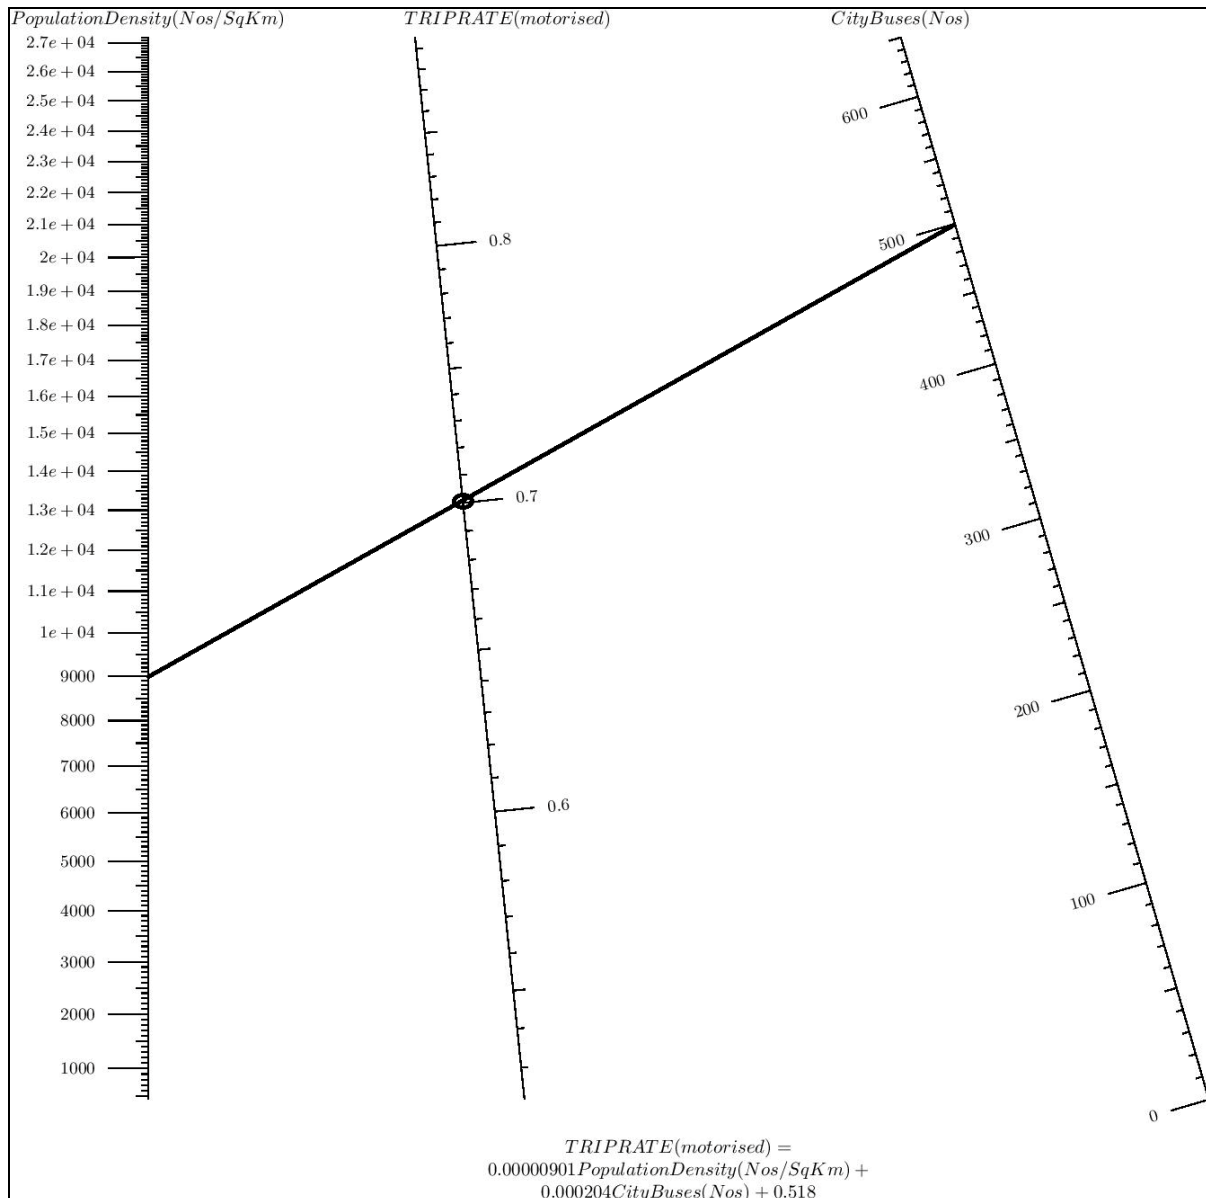 PopulationDensity(Nos/SqKm) TRIPRATE(motorised) CityBuses(Nos)
2.7e + 04
2.6e + 04
2.5e + 04
2.4e + 04
2.3e + 04
2.2e + 04
2.1e + 04
2e + 04
1.9e + 04
1.8e + 04
1.7e + 04
1.6e + 04
1.5e + 04
1.4e + 04
1.3e + 04
1.2e + 04
1.1e + 04
1e + 04
9000
8000
7000
6000
5000
4000
3000
2000
1000
0.8
0.7
0.6
600
500
400
300
200
100
0
TRIPRATE(motorised) =
0.00000901PopulationDensity(Nos/SqKm) +
0.000204CityBuses(Nos) + 0.518